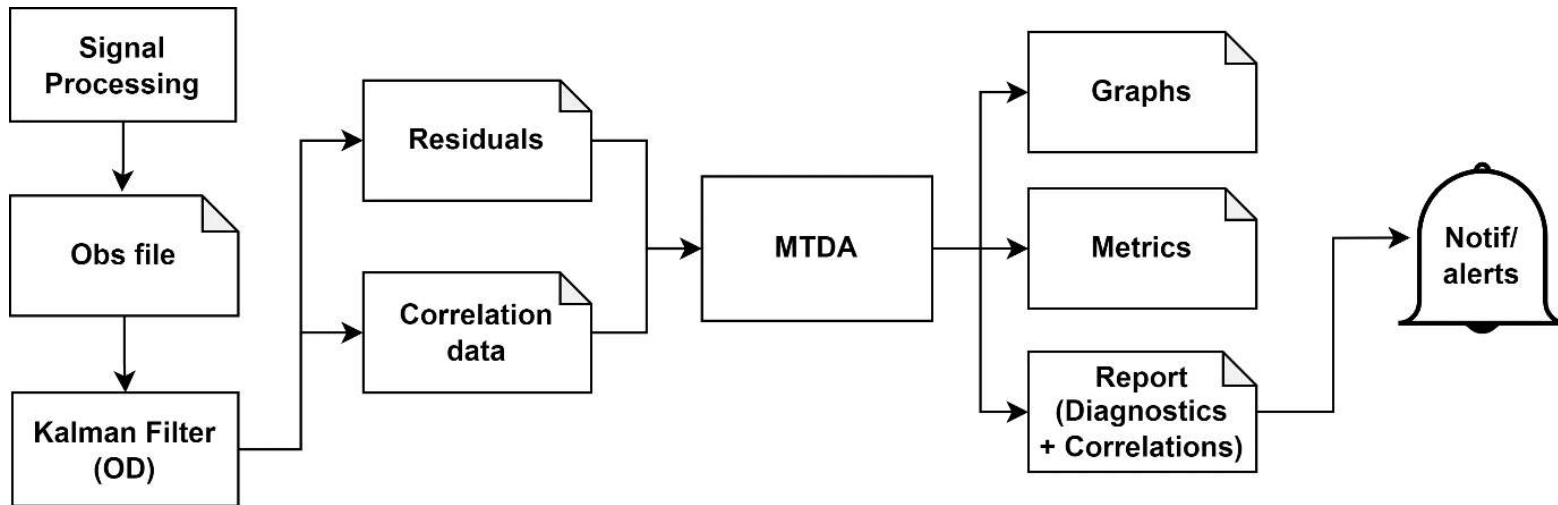 Signal
Processing
Obs file
Kalman Filter
(OD)
Residuals
Correlation
data
MTDA
Graphs
Metrics
Report
(Diagnostics
+ Correlations)
Notif/
alerts